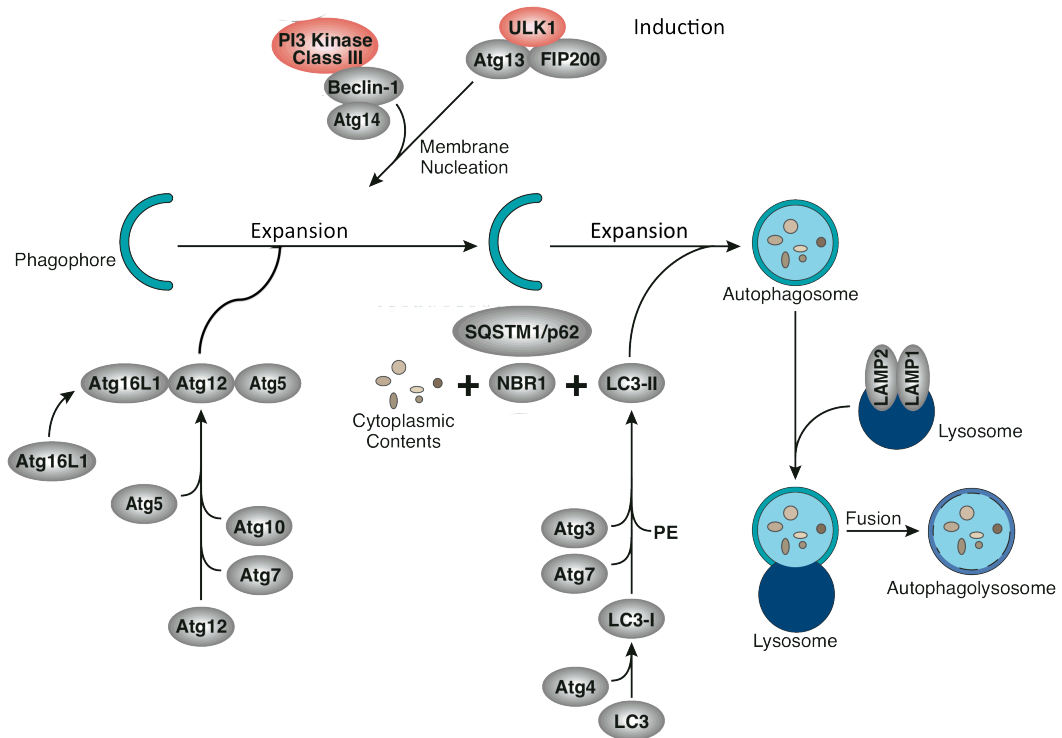 Induction
PI3 Kinase
Class III
Beclin-1
Atg14
ULK1
Atg13
FIP200
Membrane
Nucleation
Phagophore
Expansion
Expansion
Autophagosome
SQSTM1/p62
NBR1
+
+
LC3-II
Cytoplasmic
Contents
Atg16L1
Atg12
Atg5
Atg16L1
Atg5
Atg10
Atg7
Atg12
Atg3
PE
Atg7
LC3-I
Atg4
LC3
LAMP2
LAMP1
Lysosome
Fusion
Autophagolysosome
Lysosome